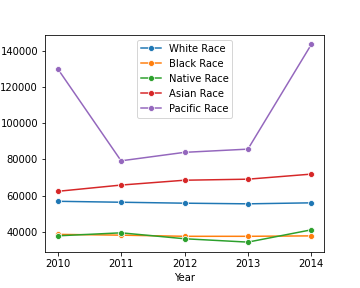 140000
120000
100000
80000
60000
40000
White Race
Black Race
Native Race
Asian Race
Pacific Race
2010 2011 2012 2013 2014
Year